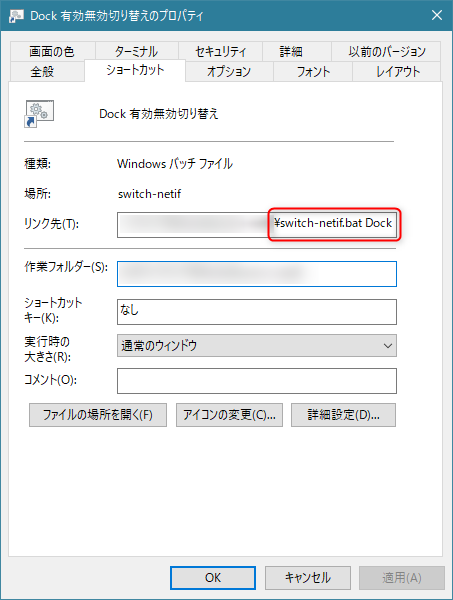 Dock 有効無効切り替えのプロパティ
画面の色 ターミナル セキュリティ 詳細 以前のバージョン
全般 ショートカット オプション フォント レイアウト
Dock 有効無効切り替え
種類: Windows バッチ ファイル
場所: switch-netif
リンク先(T): ¥switch-netif.bat Dock
作業フォルダー(S):
ショートカット
キー(K): なし
実行時の
大きさ(R): 通常のウィンドウ
コメント(O):
ファイルの場所を開く(F) アイコンの変更(C)... 詳細設定(D)...
OK キャンセル 適用(A)